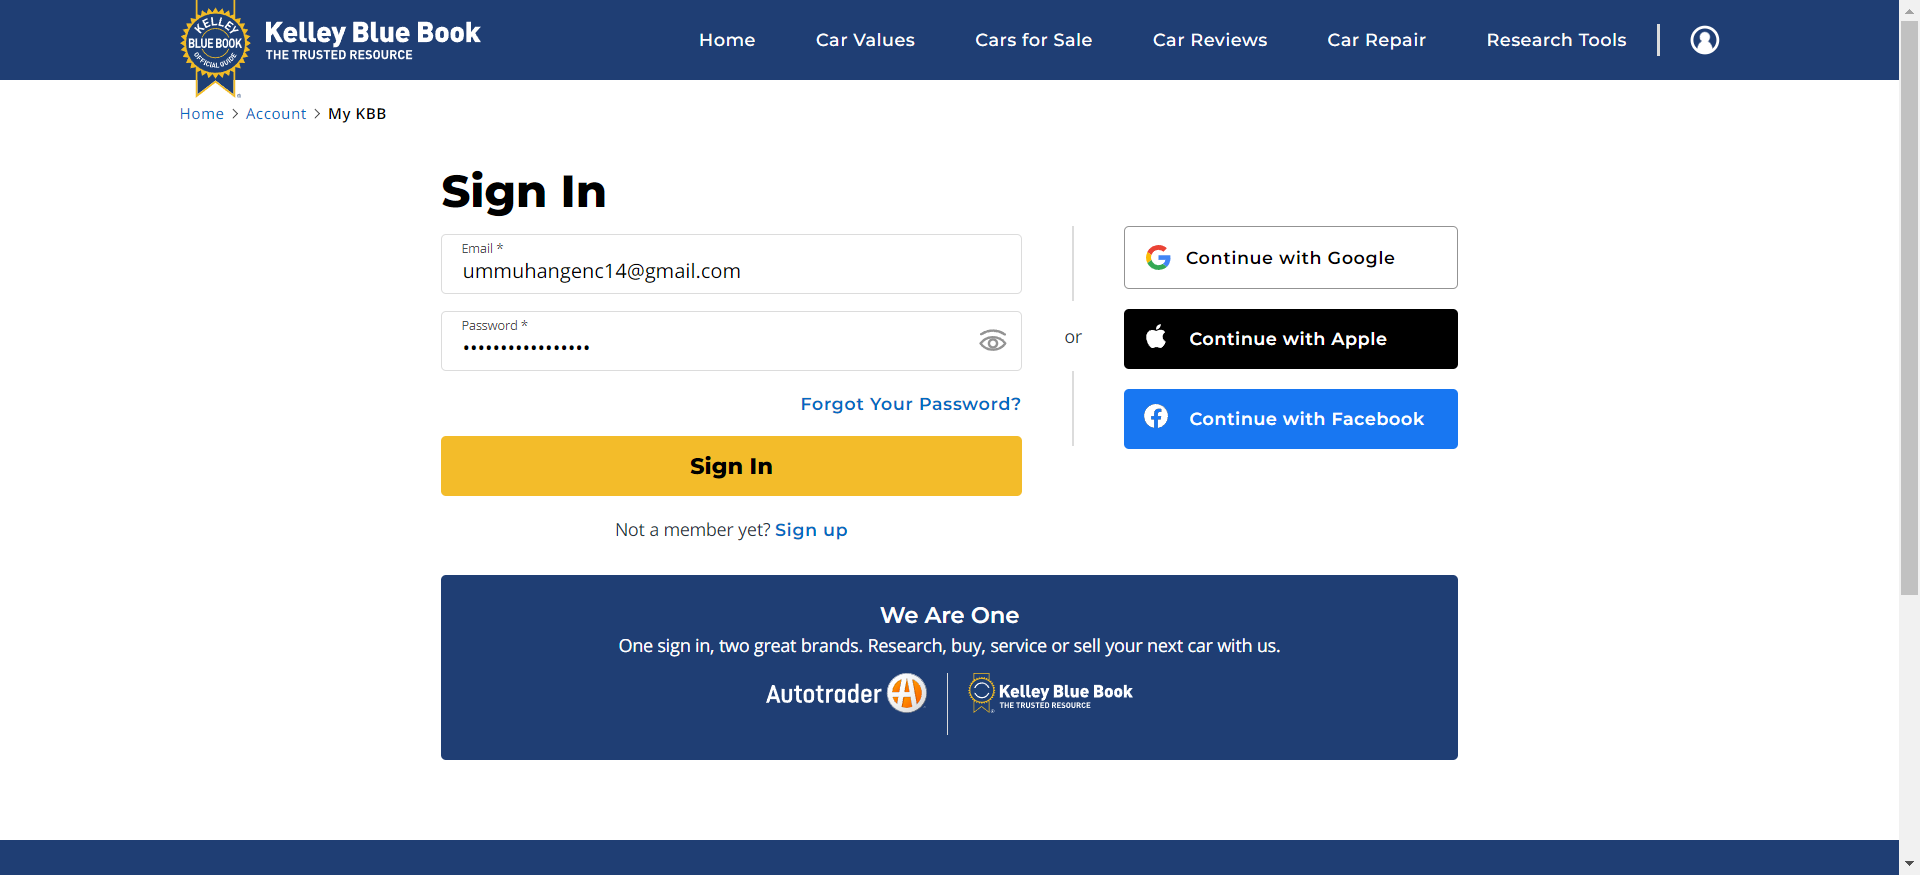 KELLEY
BLUE BOOK
OFFICIAL GUIDE
Kelley Blue Book
THE TRUSTED RESOURCE
Home
Car Values
Cars for Sale
Car Reviews
Car Repair
Research Tools
Home > Account > My KBB
Sign In
Email *
ummuhangenc14@gmail.com
Password *
•••••••••••••••••
Forgot Your Password?
Sign In
Not a member yet? Sign up
or
Continue with Google
Continue with Apple
Continue with Facebook
We Are One
One sign in, two great brands. Research, buy, service or sell your next car with us.
Autotrader
Kelley Blue Book
THE TRUSTED RESOURCE